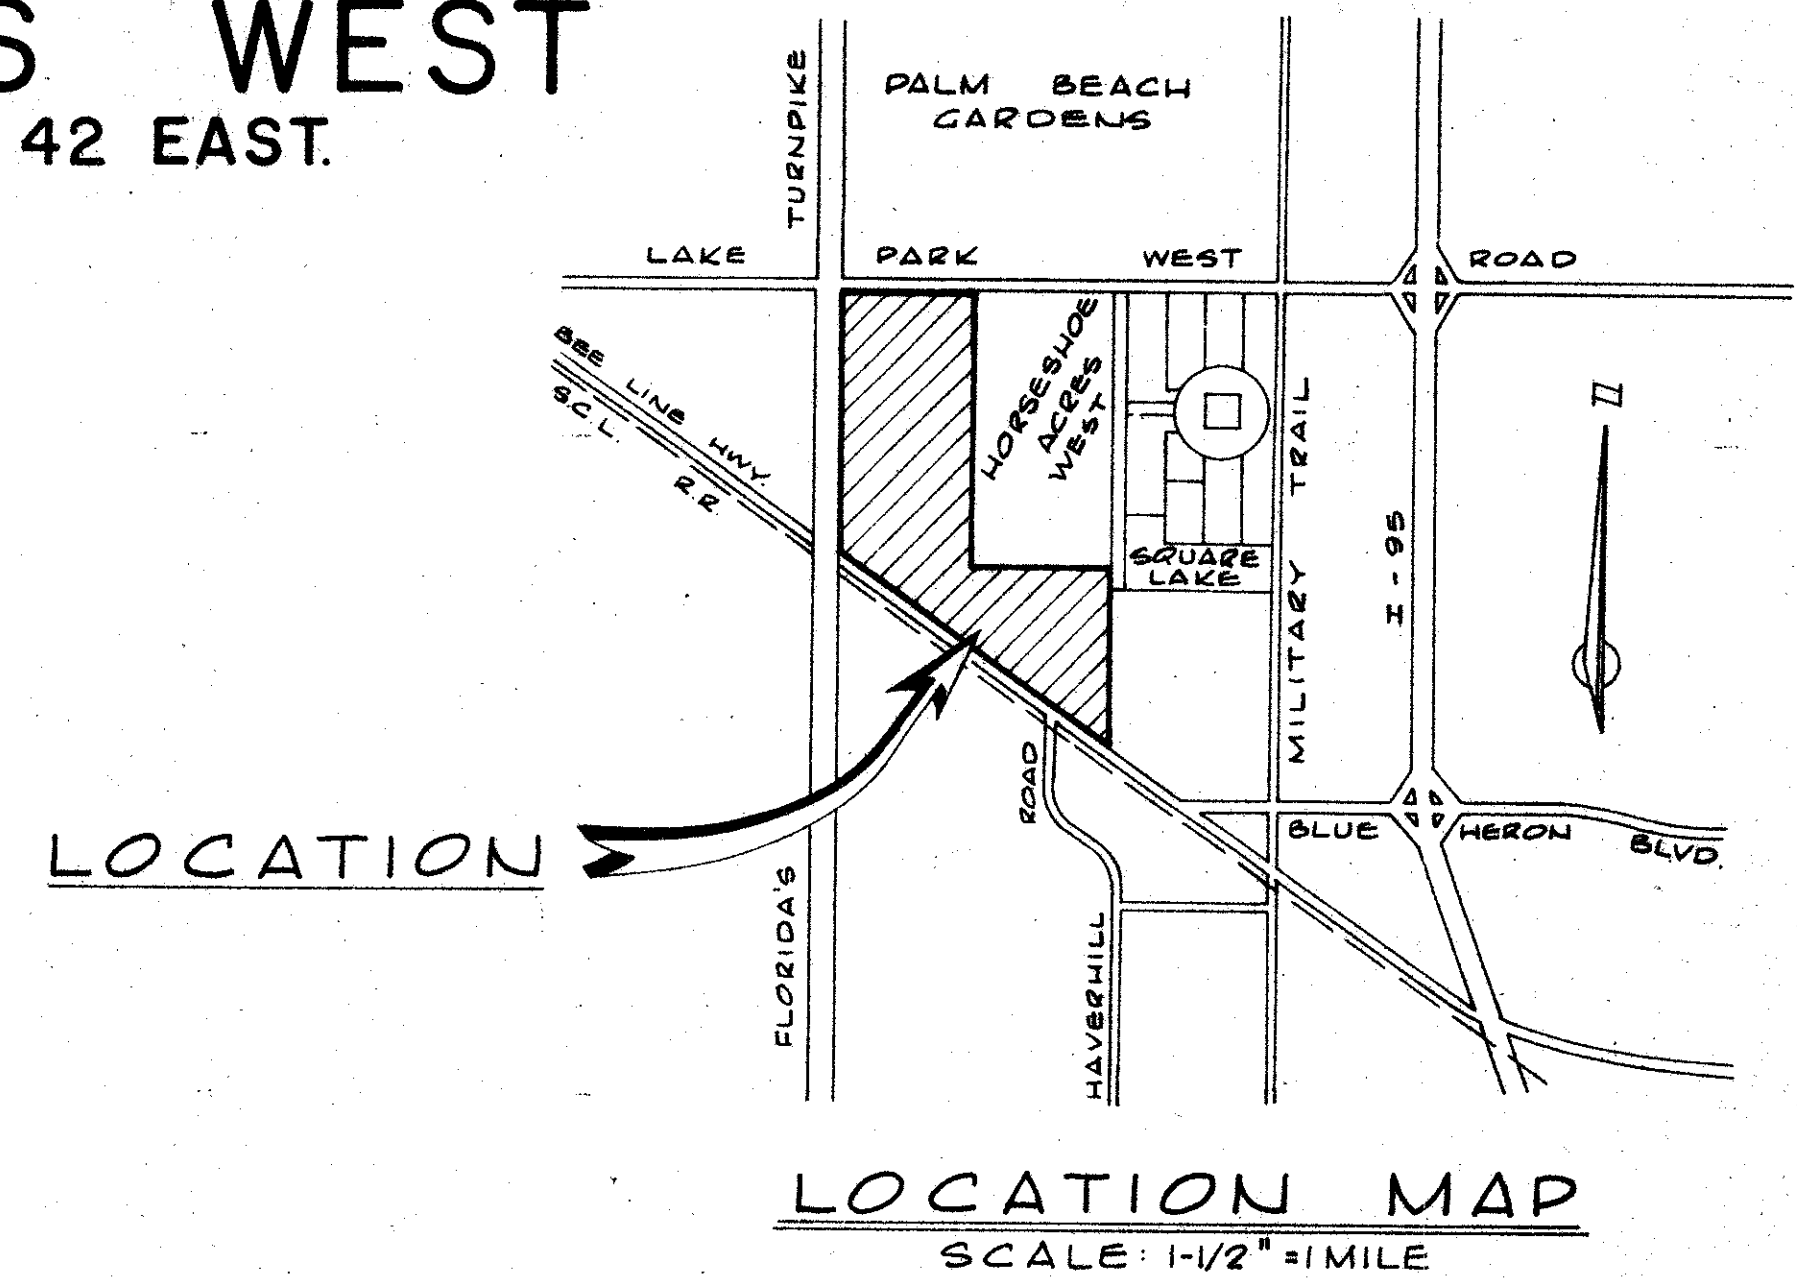 S WEST
42 EAST.
TURNPIKE
PALM BEACH
GARDENS
LAKE PARK WEST ROAD
BEE LINE HWY.
S.C.L. R.R.
HORSESHOE
ACRES
WEST
SQUARE
LAKE
MILITARY TRAIL
I-95
ROAD
BLUE HERON BLVD.
LOCATION
FLORIDA'S
HAVERHILL
LOCATION MAP
SCALE: 1-1/2" = 1 MILE